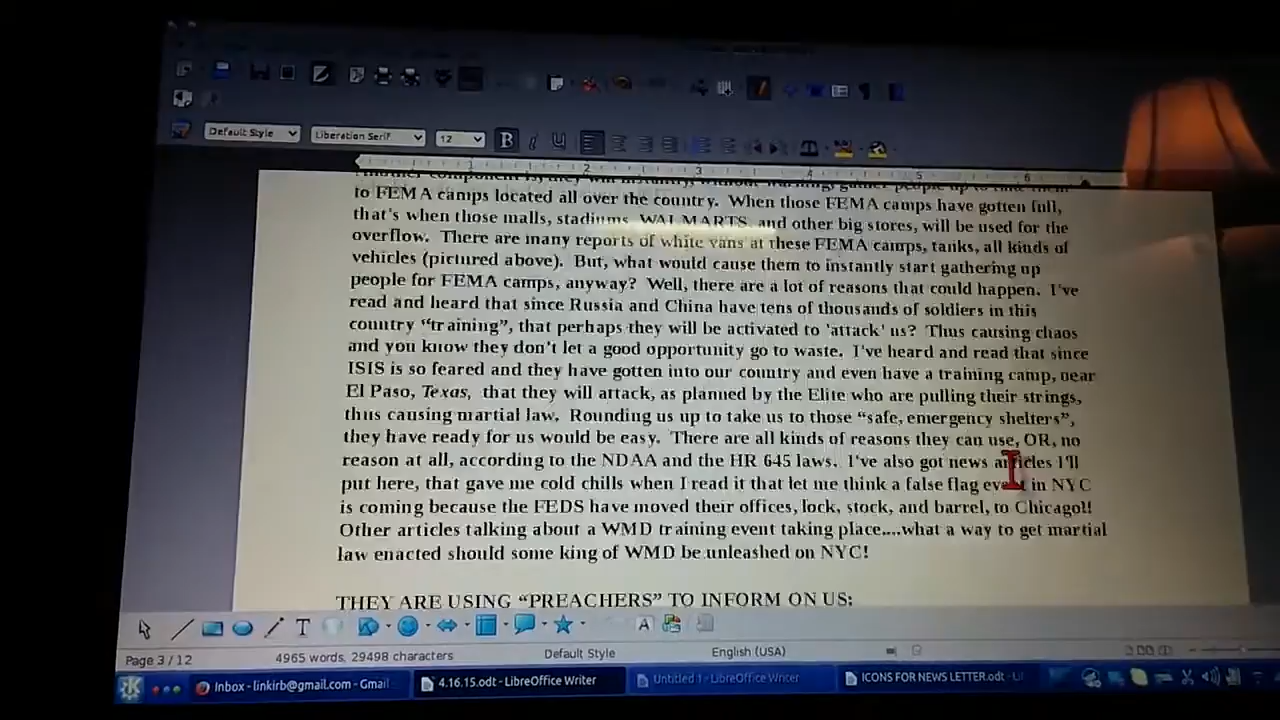 Default Style
Liberation Serif
12
B
U
1
2
3
4
5
6
to FEMA camps located all over the country. When those FEMA camps have gotten full,
that's when those malls, stadiums, WALMARTS, and other big stores, will be used for the
overflow. There are many reports of white vans at these FEMA camps, tanks, all kinds of
vehicles (pictured above). But, what would cause them to instantly start gathering up
people for FEMA camps, anyway? Well, there are a lot of reasons that could happen. I've
read and heard that since Russia and China have tens of thousands of soldiers in this
country “training”, that perhaps they will be activated to 'attack' us? Thus causing chaos
and you know they don't let a good opportunity go to waste. I've heard and read that since
ISIS is so feared and they have gotten into our country and even have a training camp, near
El Paso, Texas, that they will attack, as planned by the Elite who are pulling their strings,
thus causing martial law. Rounding us up to take us to those “safe, emergency shelters”,
they have ready for us would be easy. There are all kinds of reasons they can use, OR, no
reason at all, according to the NDAA and the HR 645 laws. I've also got news articles I'll
put here, that gave me cold chills when I read it that let me think a false flag event in NYC
is coming because the FEDS have moved their offices, lock, stock, and barrel, to Chicago!!
Other articles talking about a WMD training event taking place....what a way to get martial
law enacted should some king of WMD be unleashed on NYC!
THEY ARE USING “PREACHERS” TO INFORM ON US:
T
A
Page 3 / 12
4965 words, 29498 characters
Default Style
English (USA)
Inbox - linkirb@gmail.com - Gmail
4.16.15.odt - LibreOffice Writer
Untitled 1 - LibreOffice Writer
ICONS FOR NEWS LETTER.odt - Li